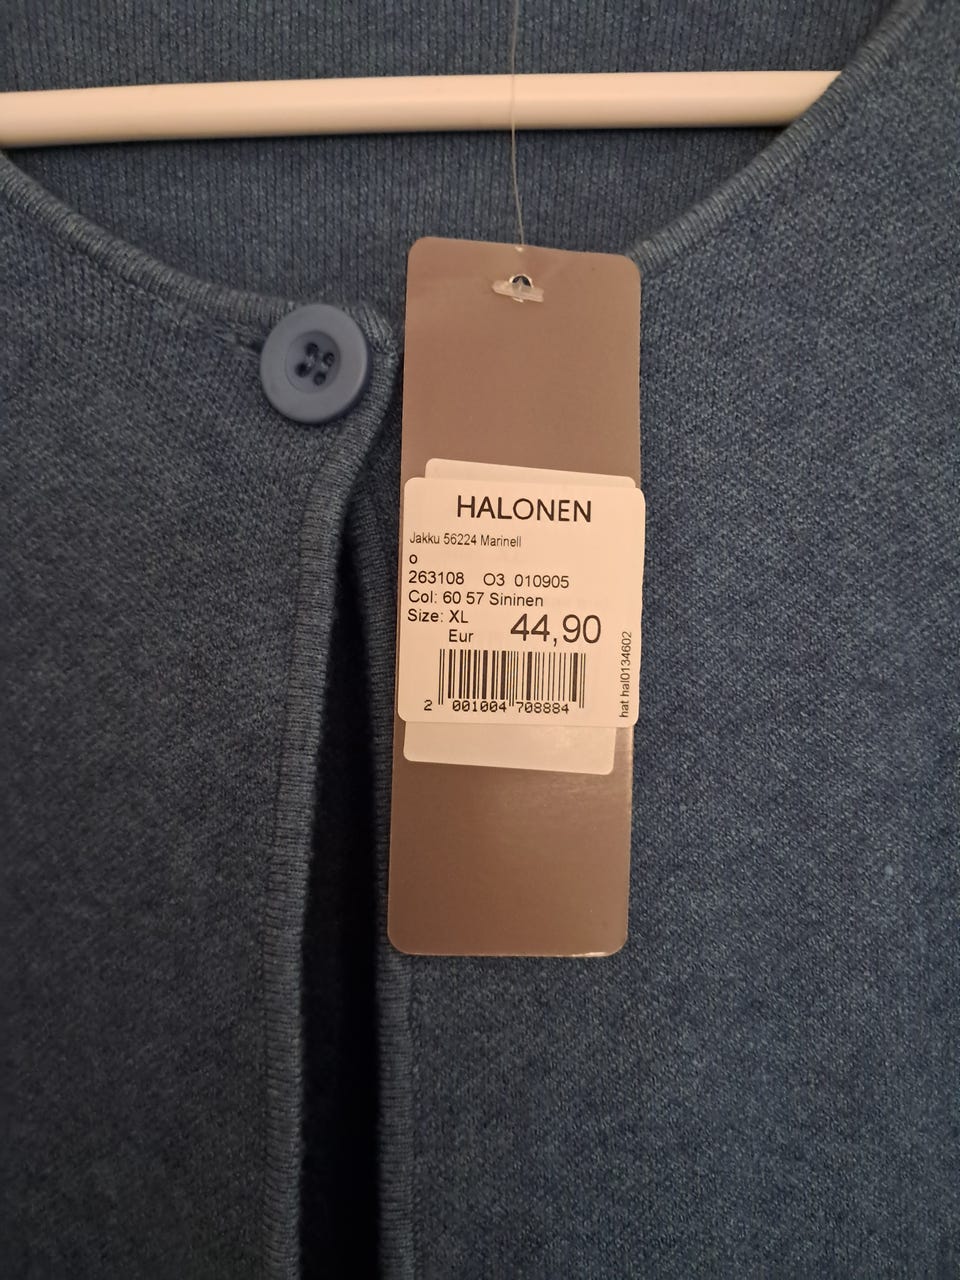 HALONEN
Jakku 56224 Marinell
o
263108 O3 010905
Col: 60 57 Sininen
Size: XL
Eur 44,90
2 001004 708884
hat hal0134602